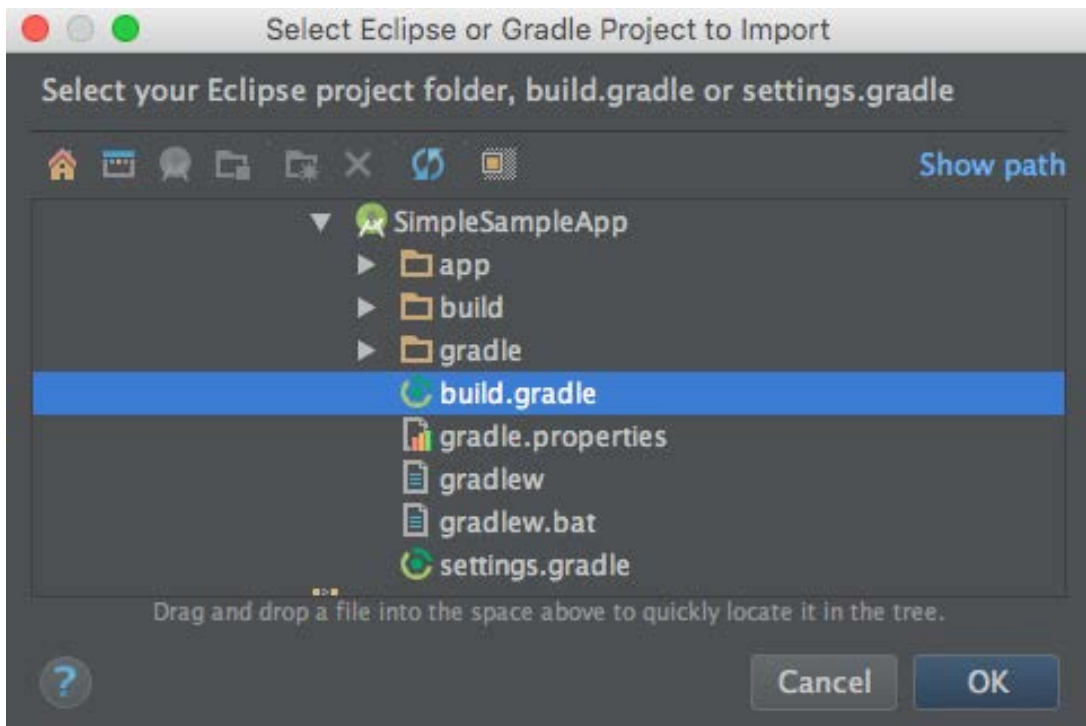 Select Eclipse or Gradle Project to Import
Select your Eclipse project folder, build.gradle or settings.gradle
Show path
SimpleSampleApp
app
build
gradle
build.gradle
gradle.properties
gradlew
gradlew.bat
settings.gradle
Drag and drop a file into the space above to quickly locate it in the tree.
? Cancel OK